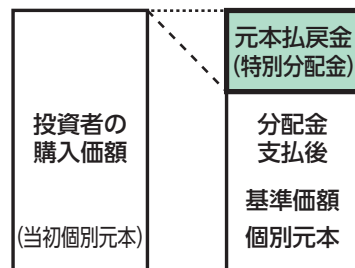 投資者の
購入価額
(当初個別元本)
元本払戻金
(特別分配金)
分配金
支払後
基準価額
個別元本